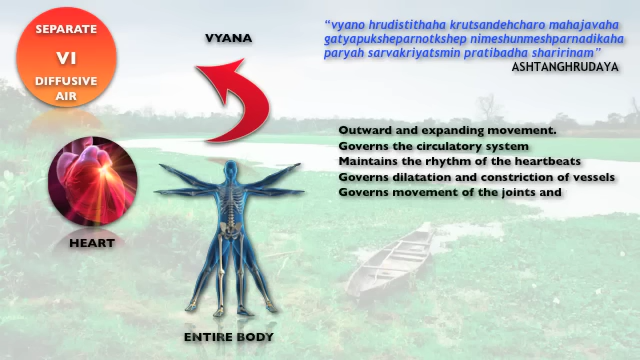 SEPARATE
VI
DIFFUSIVE
AIR
VYANA
“vyano hrudistithaha krutsandehcharo mahajavaha
gatyapuksheparnotkshep nimeshunmeshparnadikaha
paryah sarvakriyatsmin pratibadha sharirinam”
ASHTANGHRUDAYA
Outward and expanding movement.
Governs the circulatory system
Maintains the rhythm of the heartbeats
Governs dilatation and constriction of vessels
Governs movement of the joints and
HEART
ENTIRE BODY